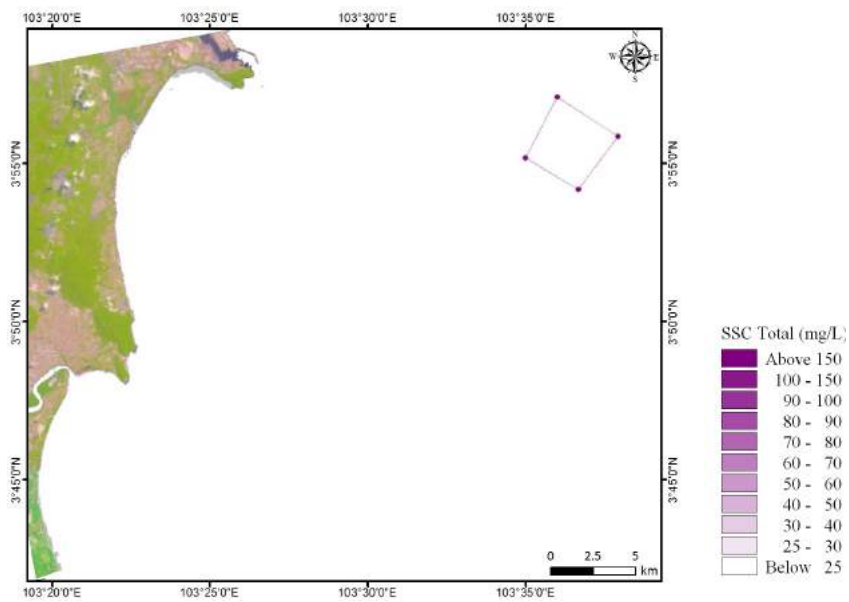 103°20'0"E 103°25'0"E 103°30'0"E 103°35'0"E
N
W E
S
3°55'0"N 3°55'0"N
3°50'0"N 3°50'0"N
SSC Total (mg/L)
Above 150
100 - 150
90 - 100
80 - 90
70 - 80
60 - 70
50 - 60
40 - 50
30 - 40
25 - 30
Below 25
3°45'0"N 3°45'0"N
0 2.5 5
km
103°20'0"E 103°25'0"E 103°30'0"E 103°35'0"E